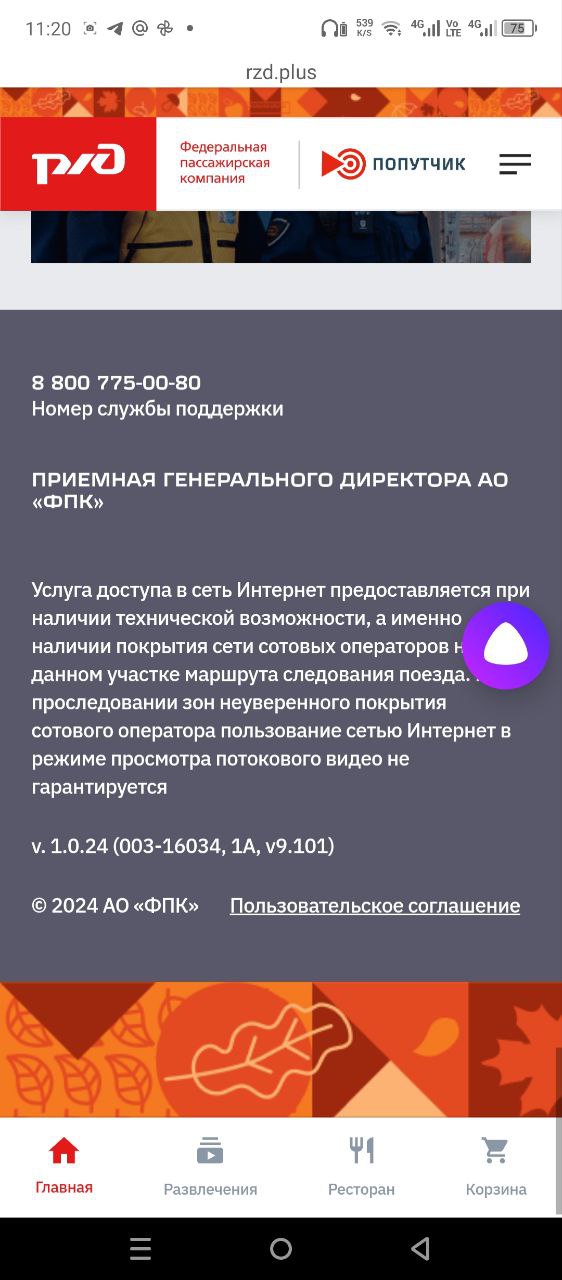 11:20
539
K/S
4G
Vo
LTE
4G
75
rzd.plus
Федеральная
пассажирская
компания
ПОПУТЧИК
8 800 775-00-80
Номер службы поддержки
ПРИЕМНАЯ ГЕНЕРАЛЬНОГО ДИРЕКТОРА АО
«ФПК»
Услуга доступа в сеть Интернет предоставляется при
наличии технической возможности, а именно
наличии покрытия сети сотовых операторов
данном участке маршрута следования поезда.
проследовании зон неуверенного покрытия
сотового оператора пользование сетью Интернет в
режиме просмотра потокового видео не
гарантируется
v. 1.0.24 (003-16034, 1A, v9.101)
© 2024 АО «ФПК» Пользовательское соглашение
Главная Развлечения Ресторан Корзина